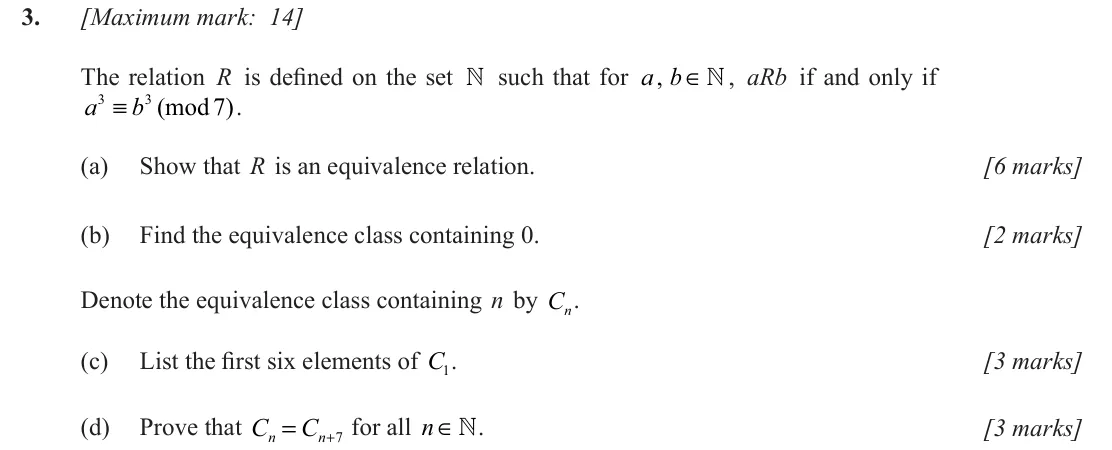 3. [Maximum mark: 14]
The relation R is defined on the set ℕ such that for a, b ∈ ℕ, aRb if and only if
a³ ≡ b³ (mod 7).
(a) Show that R is an equivalence relation. [6 marks]
(b) Find the equivalence class containing 0. [2 marks]
Denote the equivalence class containing n by Cₙ.
(c) List the first six elements of C₁. [3 marks]
(d) Prove that Cₙ = Cₙ₊₇ for all n ∈ ℕ. [3 marks]